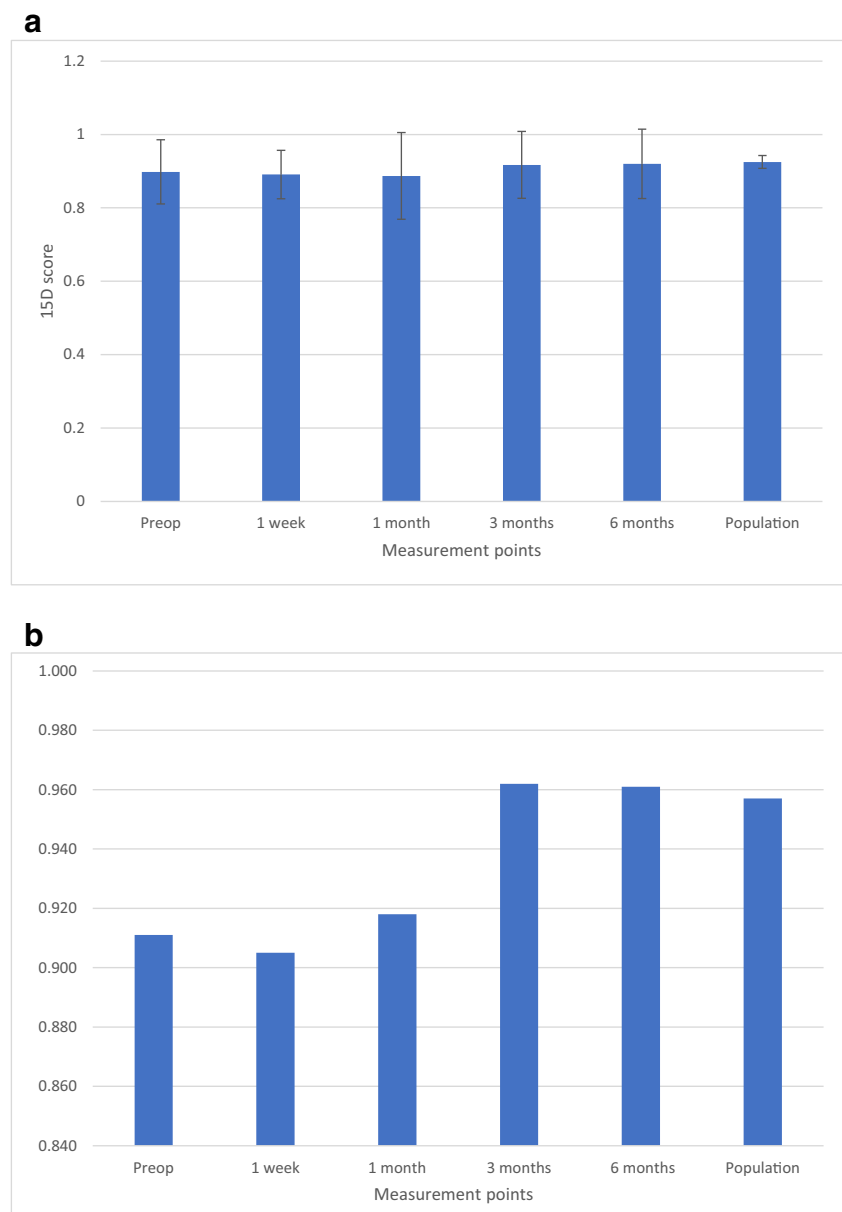 a
1.2
1
0.8
0.6
0.4
0.2
0
15D score
Preop 1 week 1 month 3 months 6 months Population
Measurement points
b
1.000
0.980
0.960
0.940
0.920
0.900
0.880
0.860
0.840
Preop 1 week 1 month 3 months 6 months Population
Measurement points